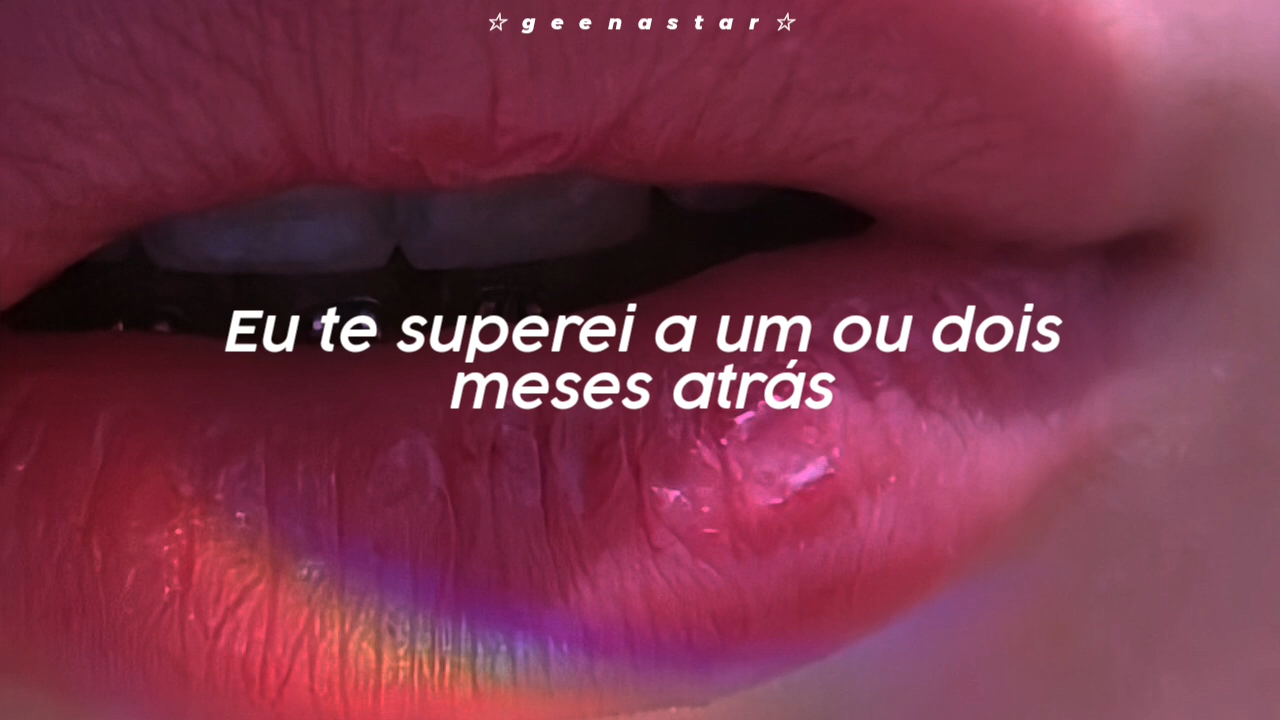 ☆ g e e n a s t a r ☆
Eu te superei a um ou dois
meses atrás